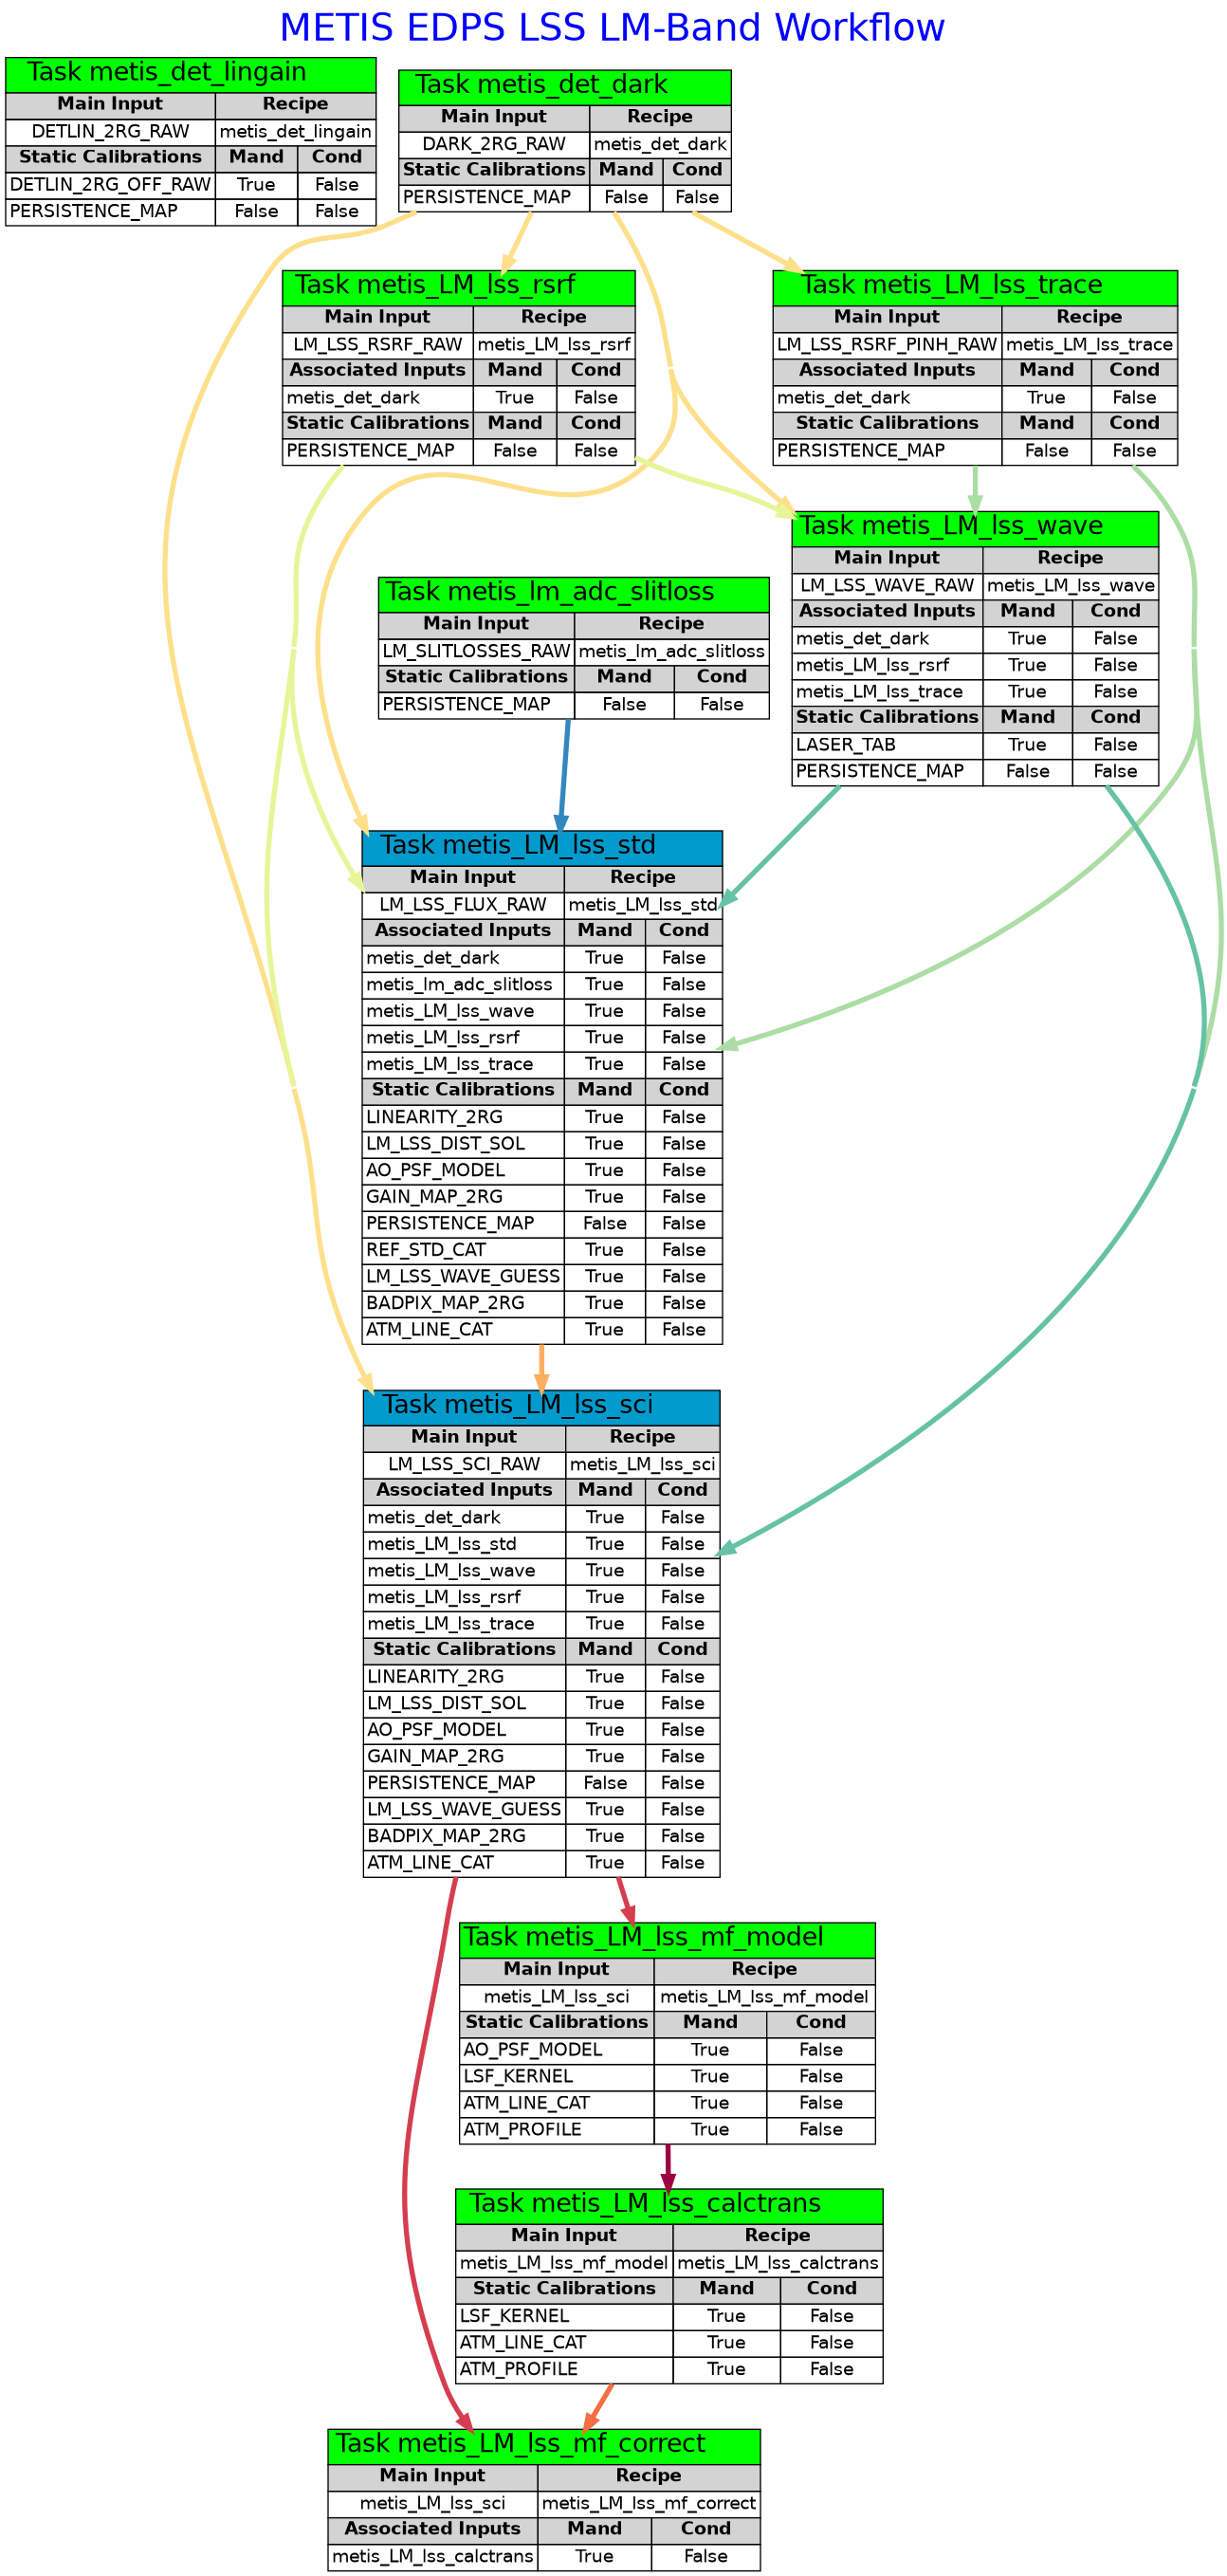 METIS EDPS LSS LM-Band Workflow
Task metis_det_lingain
Main Input Recipe
DETLIN_2RG_RAW metis_det_lingain
Static Calibrations Mand Cond
DETLIN_2RG_OFF_RAW True False
PERSISTENCE_MAP False False
Task metis_det_dark
Main Input Recipe
DARK_2RG_RAW metis_det_dark
Static Calibrations Mand Cond
PERSISTENCE_MAP False False
Task metis_LM_lss_rsrf
Main Input Recipe
LM_LSS_RSRF_RAW metis_LM_lss_rsrf
Associated Inputs Mand Cond
metis_det_dark True False
Static Calibrations Mand Cond
PERSISTENCE_MAP False False
Task metis_LM_lss_trace
Main Input Recipe
LM_LSS_RSRF_PINH_RAW metis_LM_lss_trace
Associated Inputs Mand Cond
metis_det_dark True False
Static Calibrations Mand Cond
PERSISTENCE_MAP False False
Task metis_LM_lss_wave
Main Input Recipe
LM_LSS_WAVE_RAW metis_LM_lss_wave
Associated Inputs Mand Cond
metis_det_dark True False
metis_LM_lss_rsrf True False
metis_LM_lss_trace True False
Static Calibrations Mand Cond
LASER_TAB True False
PERSISTENCE_MAP False False
Task metis_lm_adc_slitloss
Main Input Recipe
LM_SLITLOSSES_RAW metis_lm_adc_slitloss
Static Calibrations Mand Cond
PERSISTENCE_MAP False False
Task metis_LM_lss_std
Main Input Recipe
LM_LSS_FLUX_RAW metis_LM_lss_std
Associated Inputs Mand Cond
metis_det_dark True False
metis_lm_adc_slitloss True False
metis_LM_lss_wave True False
metis_LM_lss_rsrf True False
metis_LM_lss_trace True False
Static Calibrations Mand Cond
LINEARITY_2RG True False
LM_LSS_DIST_SOL True False
AO_PSF_MODEL True False
GAIN_MAP_2RG True False
PERSISTENCE_MAP False False
REF_STD_CAT True False
LM_LSS_WAVE_GUESS True False
BADPIX_MAP_2RG True False
ATM_LINE_CAT True False
Task metis_LM_lss_sci
Main Input Recipe
LM_LSS_SCI_RAW metis_LM_lss_sci
Associated Inputs Mand Cond
metis_det_dark True False
metis_LM_lss_std True False
metis_LM_lss_wave True False
metis_LM_lss_rsrf True False
metis_LM_lss_trace True False
Static Calibrations Mand Cond
LINEARITY_2RG True False
LM_LSS_DIST_SOL True False
AO_PSF_MODEL True False
GAIN_MAP_2RG True False
PERSISTENCE_MAP False False
LM_LSS_WAVE_GUESS True False
BADPIX_MAP_2RG True False
ATM_LINE_CAT True False
Task metis_LM_lss_mf_model
Main Input Recipe
metis_LM_lss_sci metis_LM_lss_mf_model
Static Calibrations Mand Cond
AO_PSF_MODEL True False
LSF_KERNEL True False
ATM_LINE_CAT True False
ATM_PROFILE True False
Task metis_LM_lss_calctrans
Main Input Recipe
metis_LM_lss_mf_model metis_LM_lss_calctrans
Static Calibrations Mand Cond
LSF_KERNEL True False
ATM_LINE_CAT True False
ATM_PROFILE True False
Task metis_LM_lss_mf_correct
Main Input Recipe
metis_LM_lss_sci metis_LM_lss_mf_correct
Associated Inputs Mand Cond
metis_LM_lss_calctrans True False